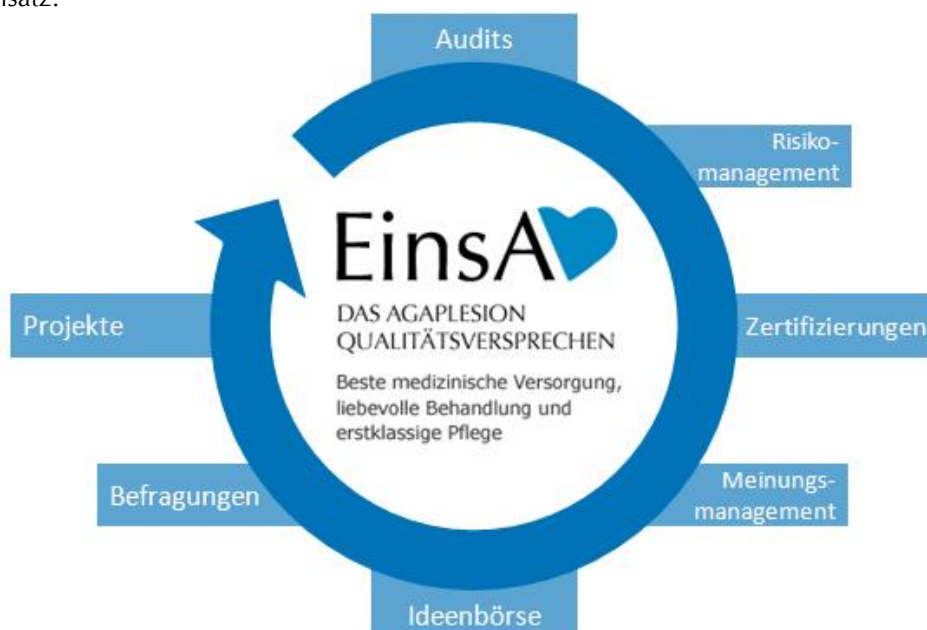 Audits
Risiko-
management
EinsA
DAS AGAPLESION
QUALITÄTSVERSPRECHEN
Beste medizinische Versorgung,
liebevolle Behandlung und
erstklassige Pflege
Projekte
Zertifizierungen
Befragungen
Meinungs-
management
Ideenbörse